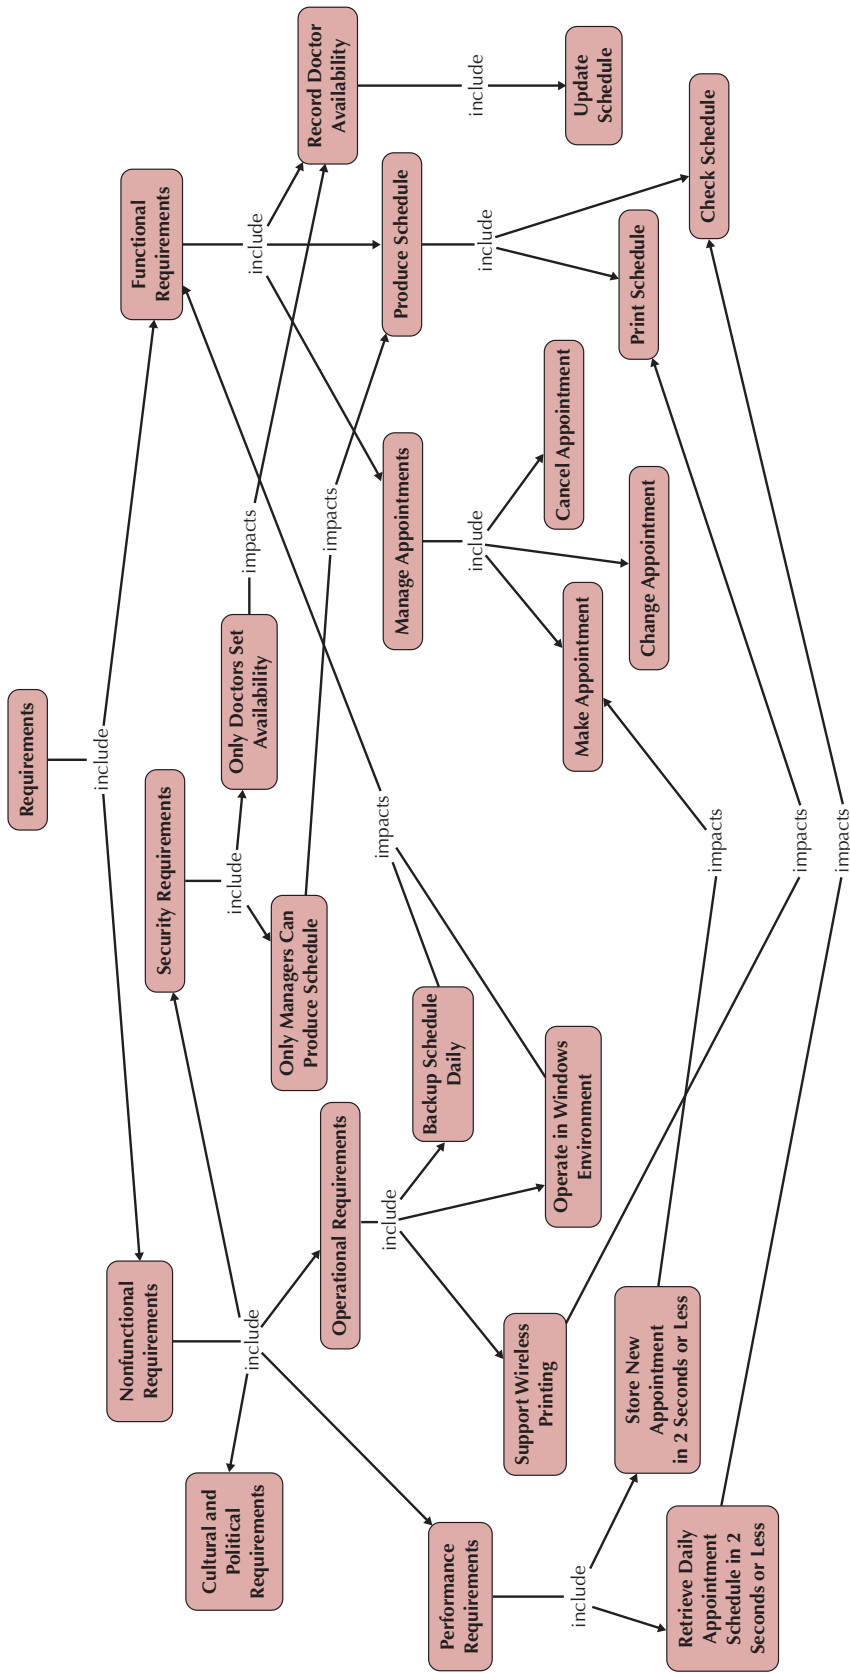 Requirements
include
Nonfunctional
Requirements
Functional
Requirements
include
Cultural and
Political
Requirements
Performance
Requirements
Operational Requirements
Security Requirements
include
Only Managers Can
Produce Schedule
Only Doctors Set
Availability
impacts
impacts
include
Support Wireless
Printing
Operate in Windows
Environment
Backup Schedule
Daily
impacts
include
Retrieve Daily
Appointment
Schedule in 2
Seconds or Less
Store New
Appointment
in 2 Seconds or Less
impacts
impacts
impacts
include
Manage Appointments
Produce Schedule
Record Doctor
Availability
include
Make Appointment
Change Appointment
Cancel Appointment
include
Print Schedule
Check Schedule
include
Update
Schedule